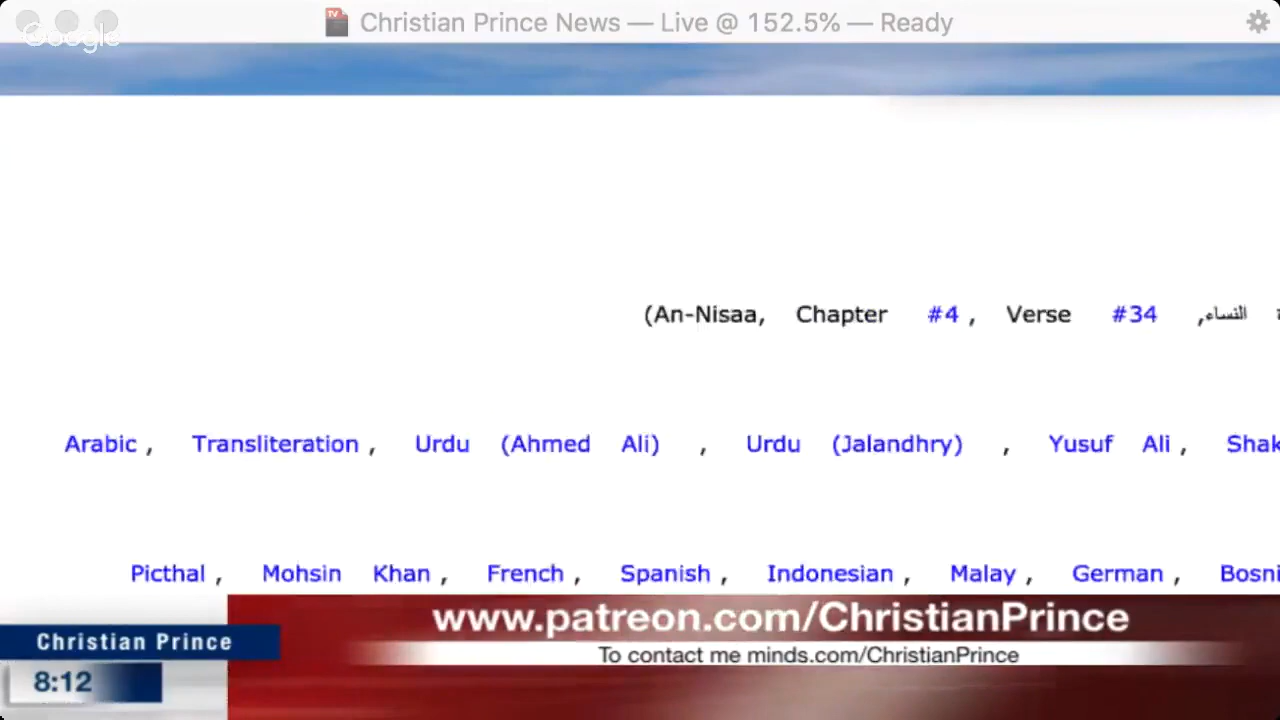 Christian Prince News — Live @ 152.5% — Ready
Google
(An-Nisaa, Chapter #4 , Verse #34 النساء,
Arabic , Transliteration , Urdu (Ahmed Ali) , Urdu (Jalandhry) , Yusuf Ali , Shak
Picthal , Mohsin Khan , French , Spanish , Indonesian , Malay , German , Bosni
www.patreon.com/ChristianPrince
To contact me minds.com/ChristianPrince
Christian Prince
8:12